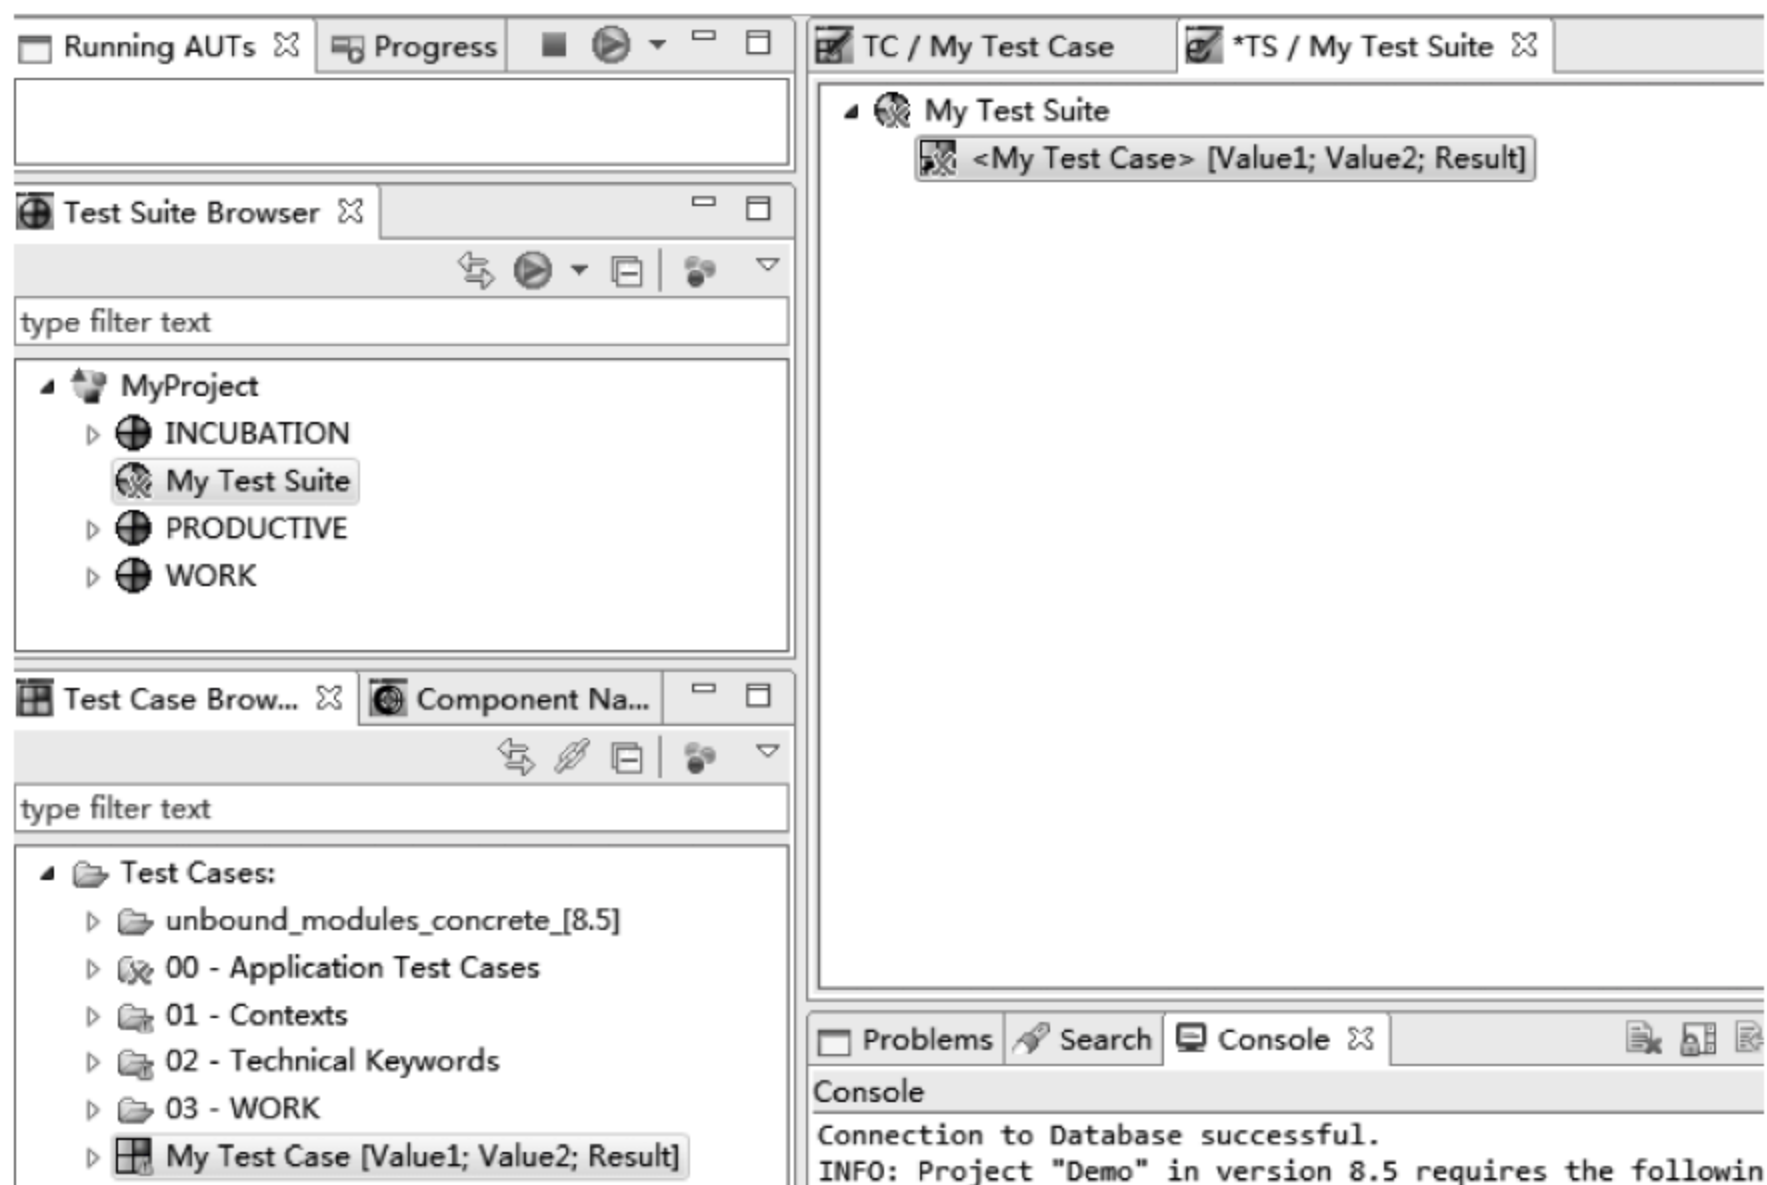 Running AUTs
Progress
Test Suite Browser
type filter text
MyProject
INCUBATION
My Test Suite
PRODUCTIVE
WORK
Test Case Brow...
Component Na...
type filter text
Test Cases:
unbound_modules_concrete_[8.5]
00 - Application Test Cases
01 - Contexts
02 - Technical Keywords
03 - WORK
My Test Case [Value1; Value2; Result]
TC / My Test Case
*TS / My Test Suite
My Test Suite
<My Test Case> [Value1; Value2; Result]
Problems
Search
Console
Console
Connection to Database successful.
INFO: Project "Demo" in version 8.5 requires the followin